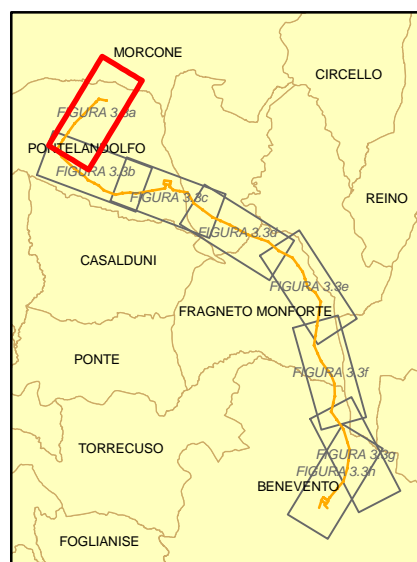 MORCONE
CIRCELLO
FIGURA 3.3a
PONTELANDOLFO
FIGURA 3.3b
FIGURA 3.3c
REINO
FIGURA 3.3d
CASALDUNI
FIGURA 3.3e
FRAGNETO MONFORTE
PONTE
FIGURA 3.3f
TORRECUSO
FIGURA 3.3g
FIGURA 3.3h
BENEVENTO
FOGLIANISE